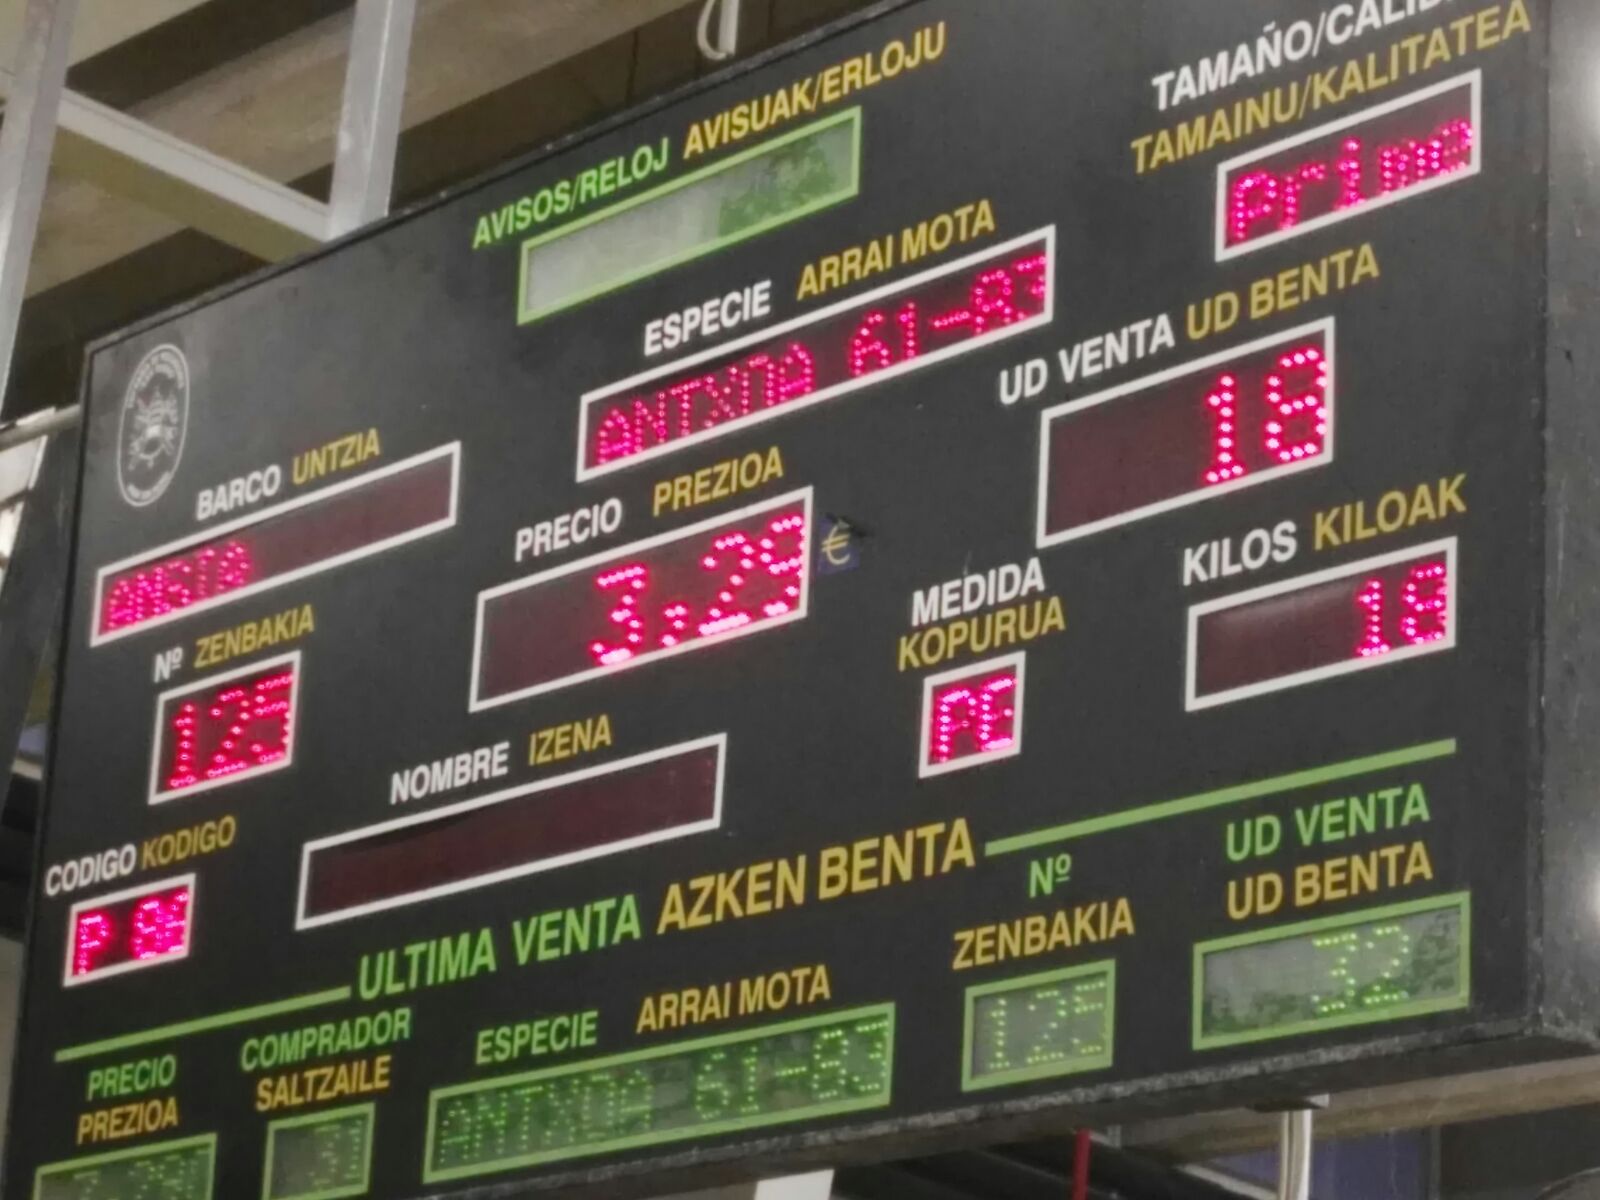 AVISOS/RELOJ AVISUAK/ERLOJU
TAMAINU/KALITATEA
Prime
ESPECIE ARRAI MOTA
ANTXOA 61-83
UD VENTA UD BENTA
18
BARCO UNTZIA
PRECIO PREZIOA
3,29 €
MEDIDA
KOPURUA
PC
KILOS KILOAK
18
Nº ZENBAKIA
125
NOMBRE IZENA
CODIGO KODIGO
ULTIMA VENTA AZKEN BENTA
PRECIO
PREZIOA
COMPRADOR
SALTZAILE
31
ESPECIE ARRAI MOTA
ANTXOA 61-83
Nº
ZENBAKIA
125
UD VENTA
UD BENTA
32